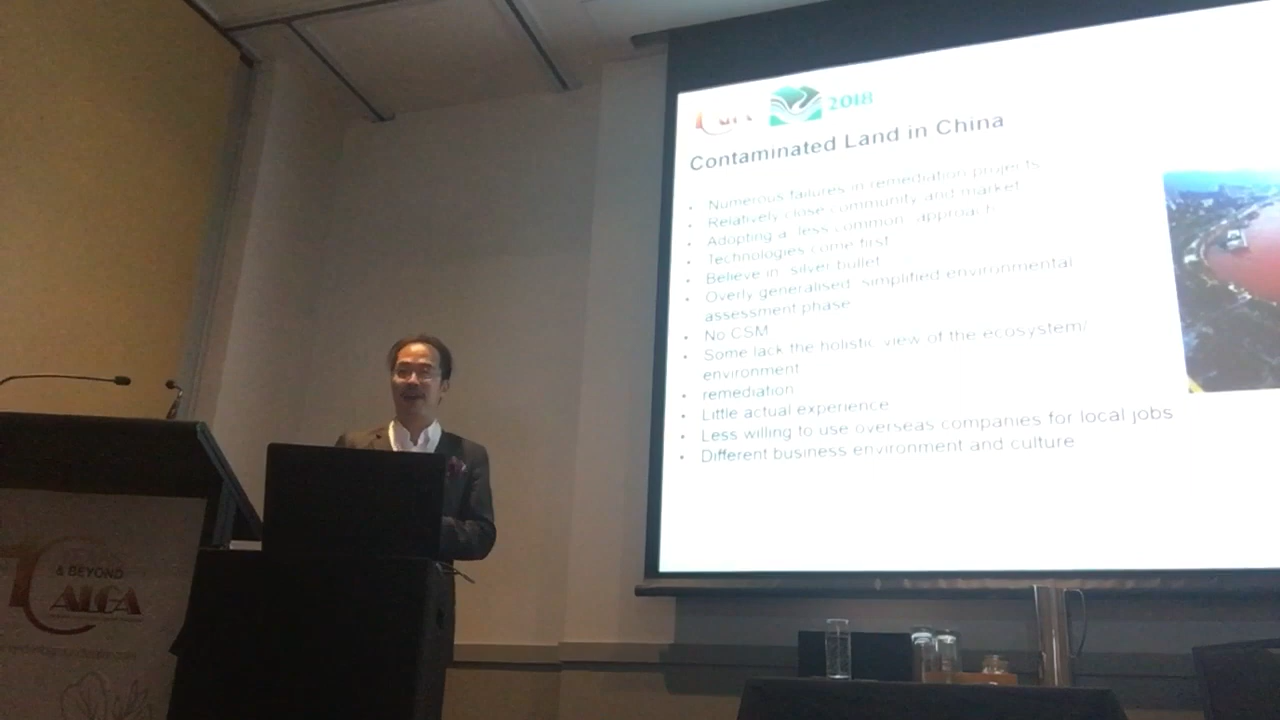 2018
Contaminated Land in China
• Numerous failures in remediation projects
• Relatively close community and market
• Adopting a less common approach
• Technologies come first
• Believe in silver bullet
• Overly generalised, simplified environmental
assessment phase
• No CSM
• Some lack the holistic view of the ecosystem/
environment
• remediation
• Little actual experience
• Less willing to use overseas companies for local jobs
• Different business environment and culture
& BEYOND
ALGA